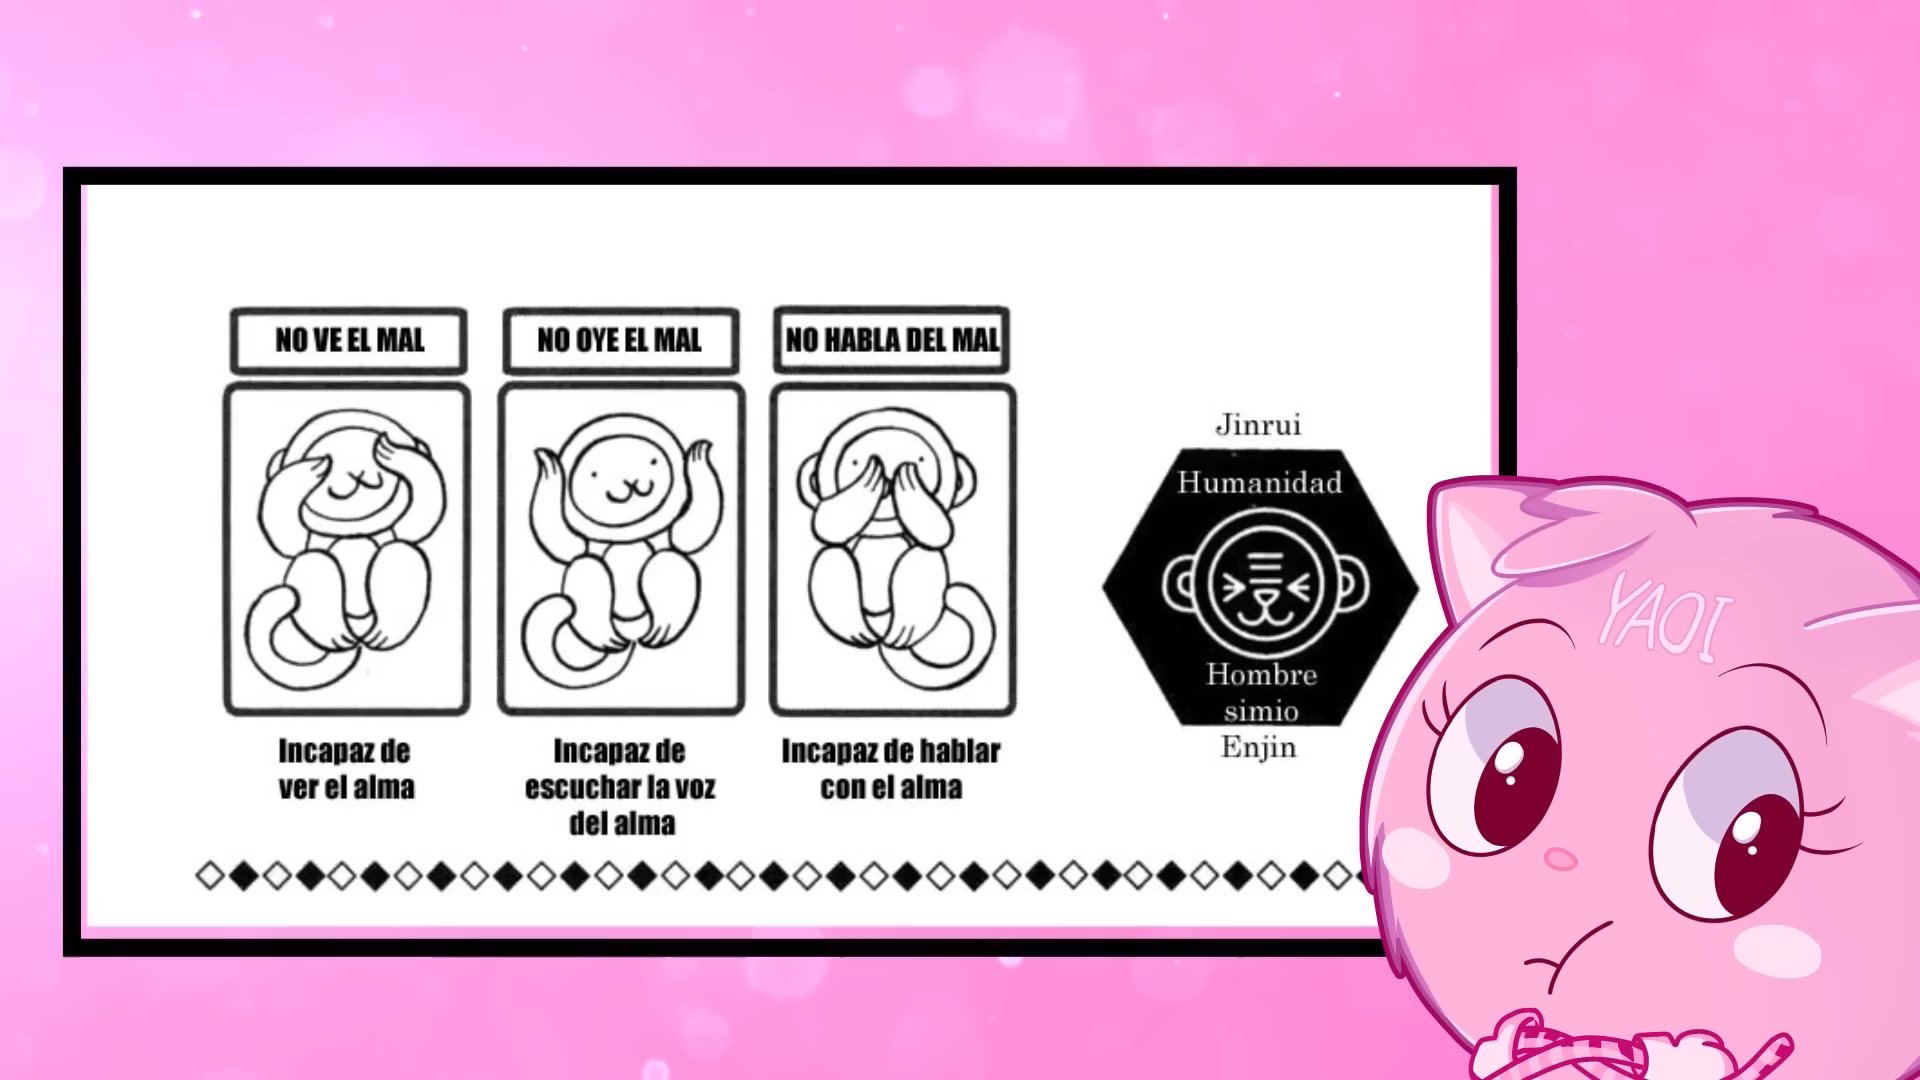 NO VE EL MAL
NO OYE EL MAL
NO HABLA DEL MAL
Incapaz de
ver el alma
Incapaz de
escuchar la voz
del alma
Incapaz de hablar
con el alma
Jinrui
Humanidad
Hombre
simio
Enjin
YAOI